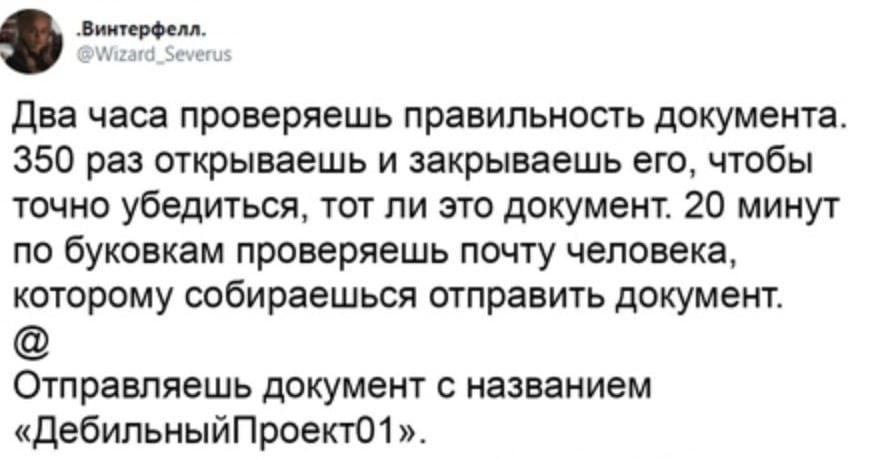 .Винтерфелл.
@Wizard_Severus
Два часа проверяешь правильность документа.
350 раз открываешь и закрываешь его, чтобы
точно убедиться, тот ли это документ. 20 минут
по буковкам проверяешь почту человека,
которому собираешься отправить документ.
@
Отправляешь документ с названием
«ДебильныйПроект01».